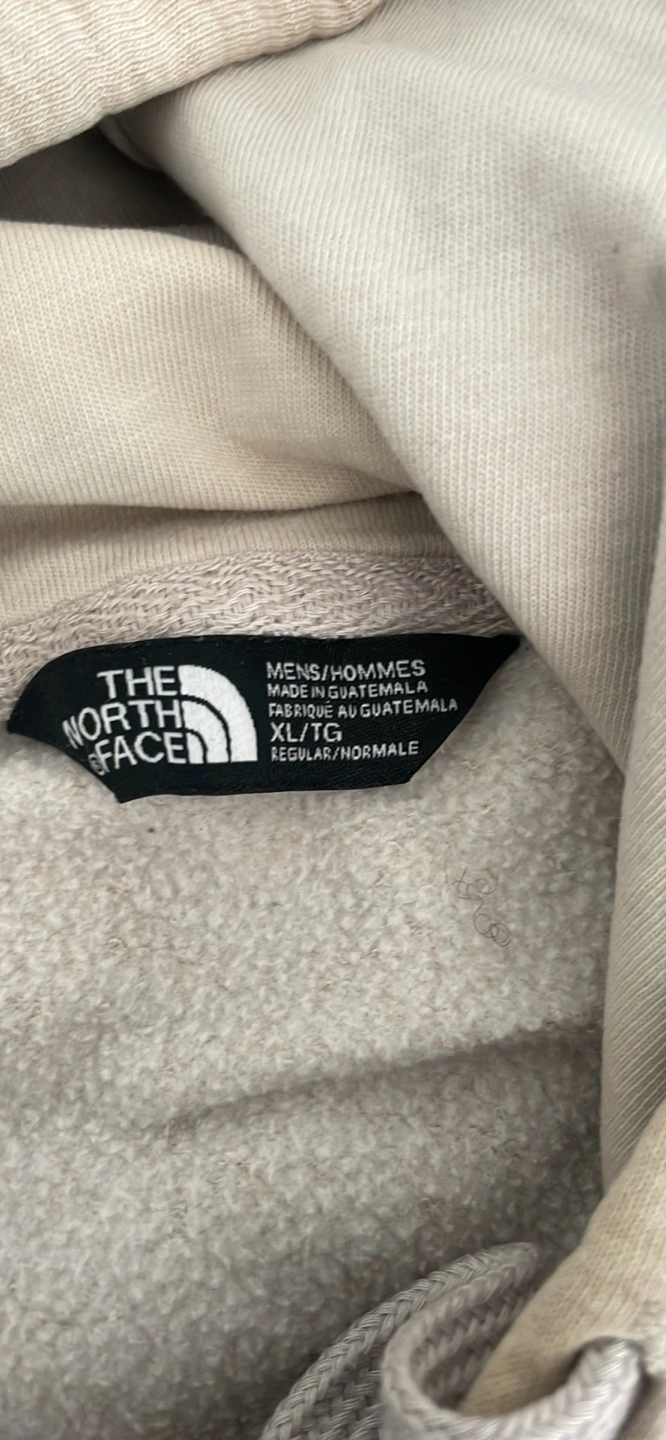 THE
NORTH
FACE
MENS/HOMMES
MADE IN GUATEMALA
FABRIQUÉ AU GUATEMALA
XL/TG
REGULAR/NORMALE